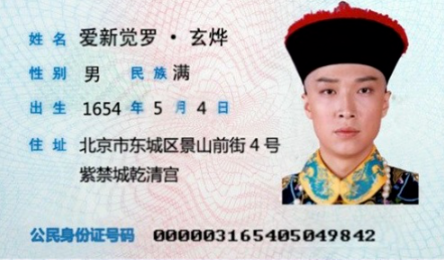 姓名 爱新觉罗·玄烨
性别 男 民族 满
出生 1654 年 5 月 4 日
住址 北京市东城区景山前街4号
紫禁城乾清宫
公民身份证号码 000003165405049842